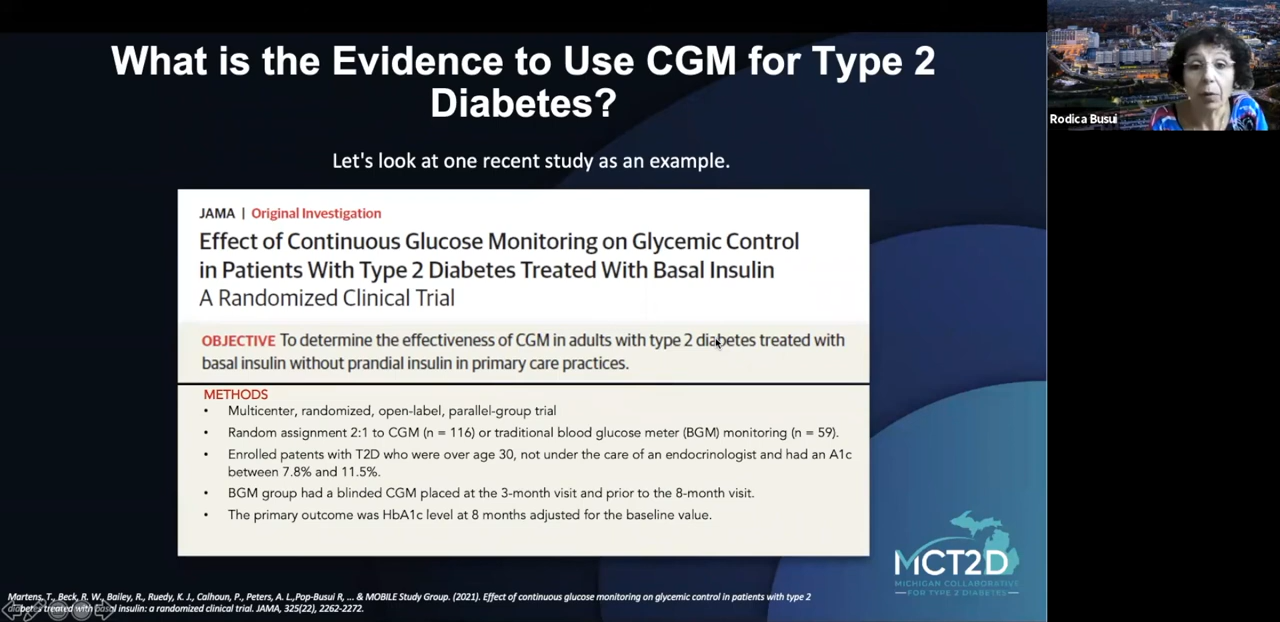 What is the Evidence to Use CGM for Type 2
Diabetes?
Let's look at one recent study as an example.
JAMA | Original Investigation
Effect of Continuous Glucose Monitoring on Glycemic Control
in Patients With Type 2 Diabetes Treated With Basal Insulin
A Randomized Clinical Trial
OBJECTIVE To determine the effectiveness of CGM in adults with type 2 diabetes treated with
basal insulin without prandial insulin in primary care practices.
METHODS
• Multicenter, randomized, open-label, parallel-group trial
• Random assignment 2:1 to CGM (n = 116) or traditional blood glucose meter (BGM) monitoring (n = 59).
• Enrolled patents with T2D who were over age 30, not under the care of an endocrinologist and had an A1c
between 7.8% and 11.5%.
• BGM group had a blinded CGM placed at the 3-month visit and prior to the 8-month visit.
• The primary outcome was HbA1c level at 8 months adjusted for the baseline value.
MCT2D
MICHIGAN COLLABORATIVE
FOR TYPE 2 DIABETES
Martens, T., Beck, R. W., Bailey, R., Ruedy, K. J., Calhoun, P., Peters, A. L.,Pop-Busui R, ... & MOBILE Study Group. (2021). Effect of continuous glucose monitoring on glycemic control in patients with type 2
diabetes treated with basal insulin: a randomized clinical trial. JAMA, 325(22), 2262-2272.
Rodica Busui